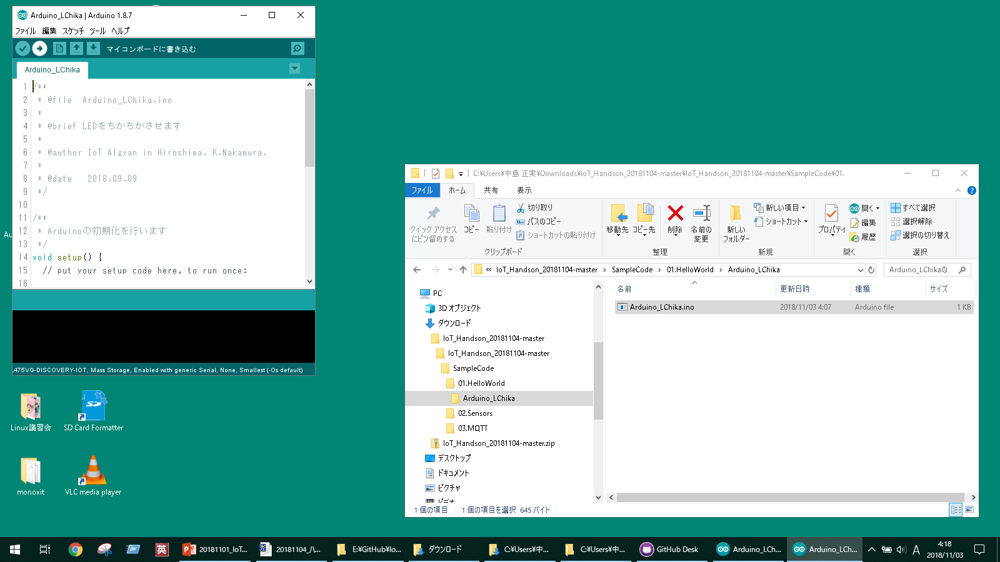 Arduino_LChika | Arduino 1.8.7
ファイル 編集 スケッチ ツール ヘルプ
マイコンボードに書き込む
Arduino_LChika
1 /**
2 * @file Arduino_LChika.ino
3 *
4 * @brief LEDをちかちかさせます
5 *
6 * @author IoT Algyan in Hiroshima. K.Nakamura.
7 *
8 * @date 2018.09.09
9 */
10
11 /**
12 * Arduinoの初期化を行います
13 */
14 void setup() {
15 // put your setup code here, to run once:
16
.475VG-DISCOVERY-IOT, Mass Storage, Enabled with generic Serial, None, Smallest (-Os default)
Au
Linux講習会
SD Card Formatter
monoxit
VLC media player
C:¥Users¥中島 正実¥Downloads¥IoT_Handson_20181104-master¥IoT_Handson_20181104-master¥SampleCode¥01.
ファイル ホーム 共有 表示
クイック アクセスにピン留めする
コピー
貼り付け
切り取り
パスのコピー
ショートカットの貼り付け
クリップボード
移動先
コピー先
削除
名前の変更
整理
新しいフォルダー
新しい項目
ショートカット
新規
プロパティ
開く
編集
履歴
開く
すべて選択
選択解除
選択の切り替え
選択
« IoT_Handson_20181104-master › SampleCode › 01.HelloWorld › Arduino_LChika
Arduino_LChikaの
PC
3D オブジェクト
ダウンロード
IoT_Handson_20181104-master
IoT_Handson_20181104-master
SampleCode
01.HelloWorld
Arduino_LChika
02.Sensors
03.MQTT
IoT_Handson_20181104-master.zip
デスクトップ
ドキュメント
ピクチャ
ビデオ
名前 更新日時 種類 サイズ
Arduino_LChika.ino 2018/11/03 4:07 Arduino file 1 KB
1 個の項目 1 個の項目を選択 645 バイト
英
20181101_IoT...
20181104_ハ...
E:¥GitHub¥Io...
ダウンロード
C:¥Users¥中...
C:¥Users¥中...
GitHub Desk
Arduino_LCh...
Arduino_LCh...
A
4:18
2018/11/03